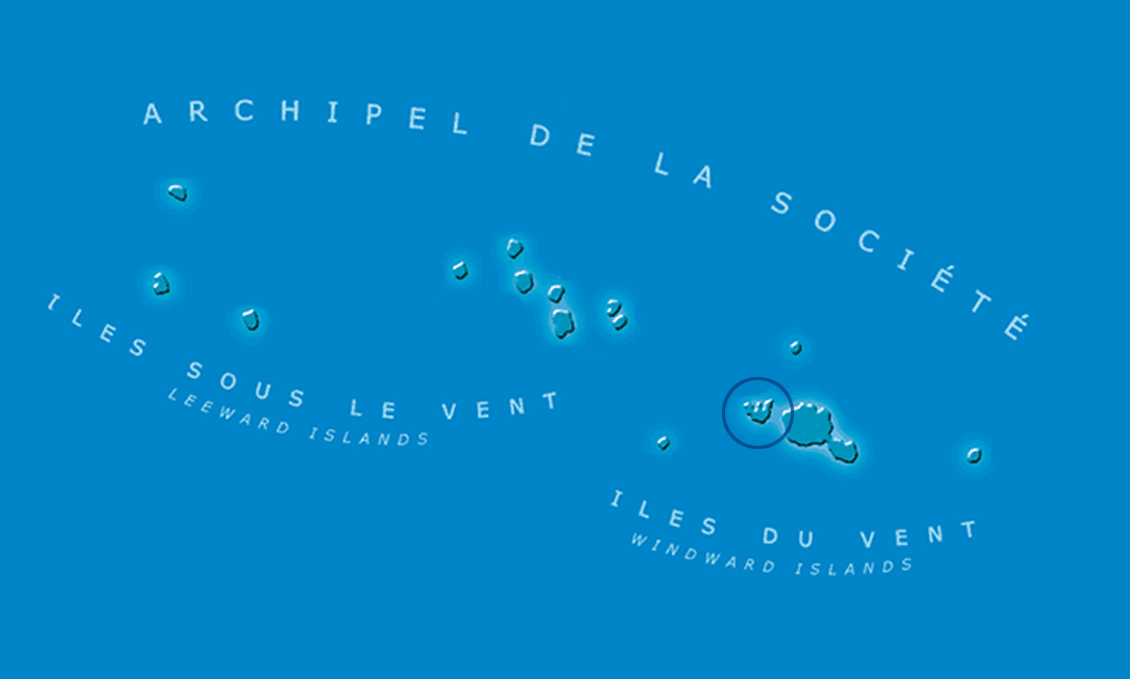 ARCHIPEL DE LA SOCIÉTÉ
ILES SOUS LE VENT
LEEWARD ISLANDS
ILES DU VENT
WINDWARD ISLANDS